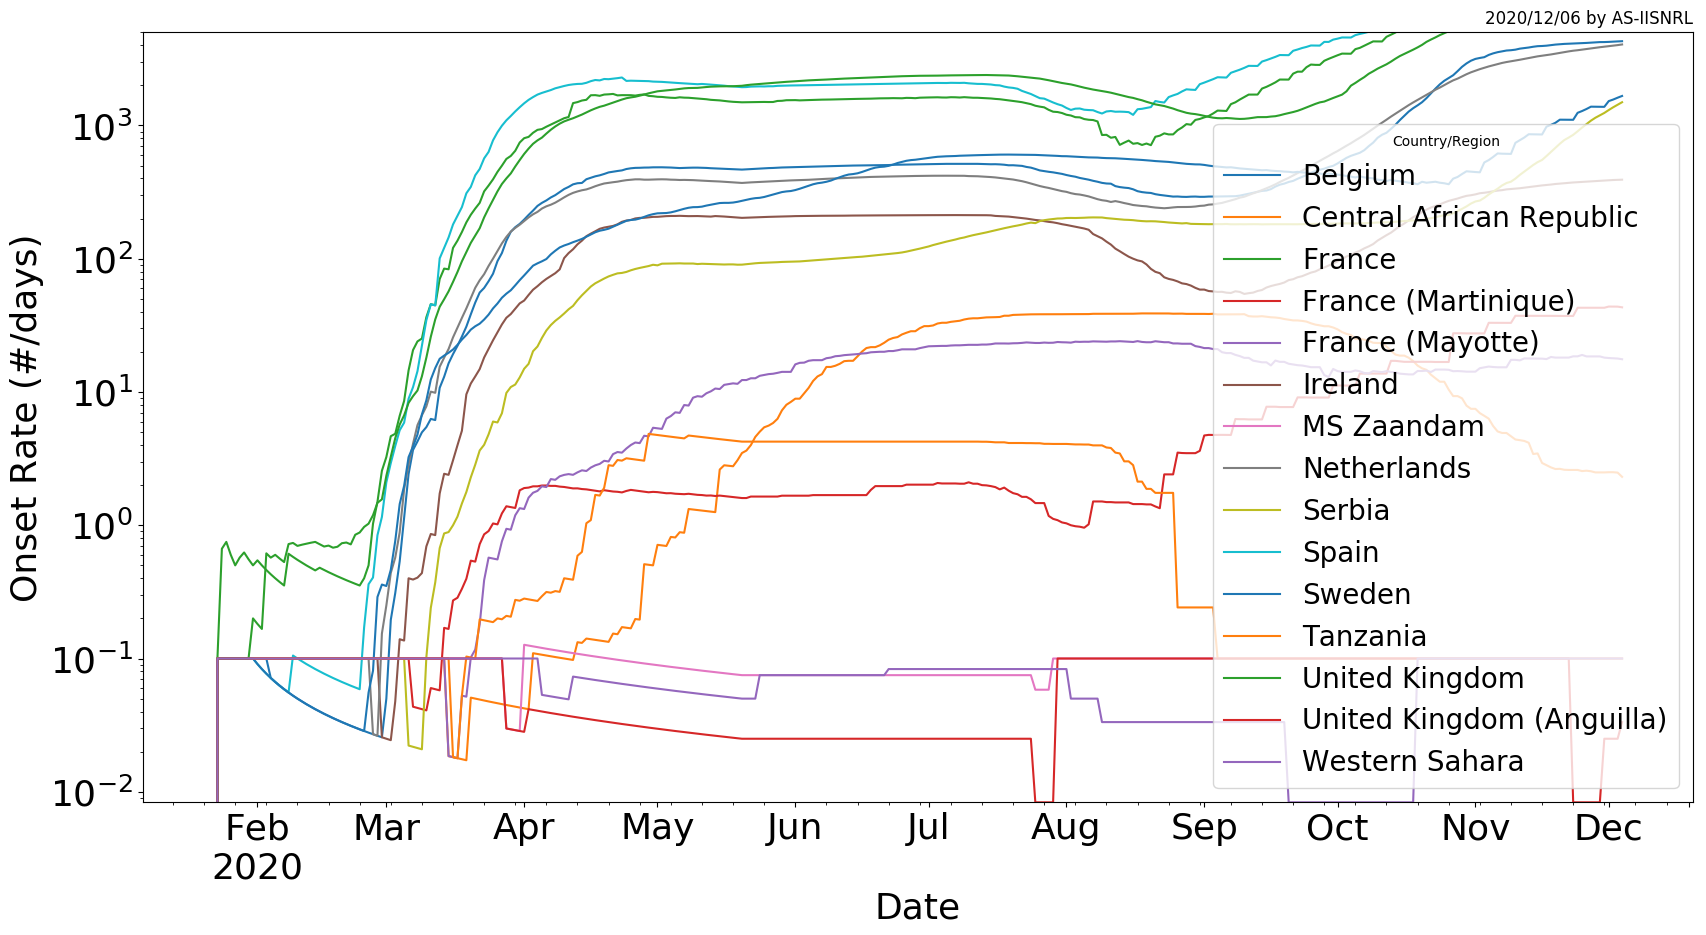 2020/12/06 by AS-IISNRL
Onset Rate (#/days)
10³
10²
10¹
10⁰
10⁻¹
10⁻²
Country/Region
Belgium
Central African Republic
France
France (Martinique)
France (Mayotte)
Ireland
MS Zaandam
Netherlands
Serbia
Spain
Sweden
Tanzania
United Kingdom
United Kingdom (Anguilla)
Western Sahara
Feb Mar Apr May Jun Jul Aug Sep Oct Nov Dec
2020
Date